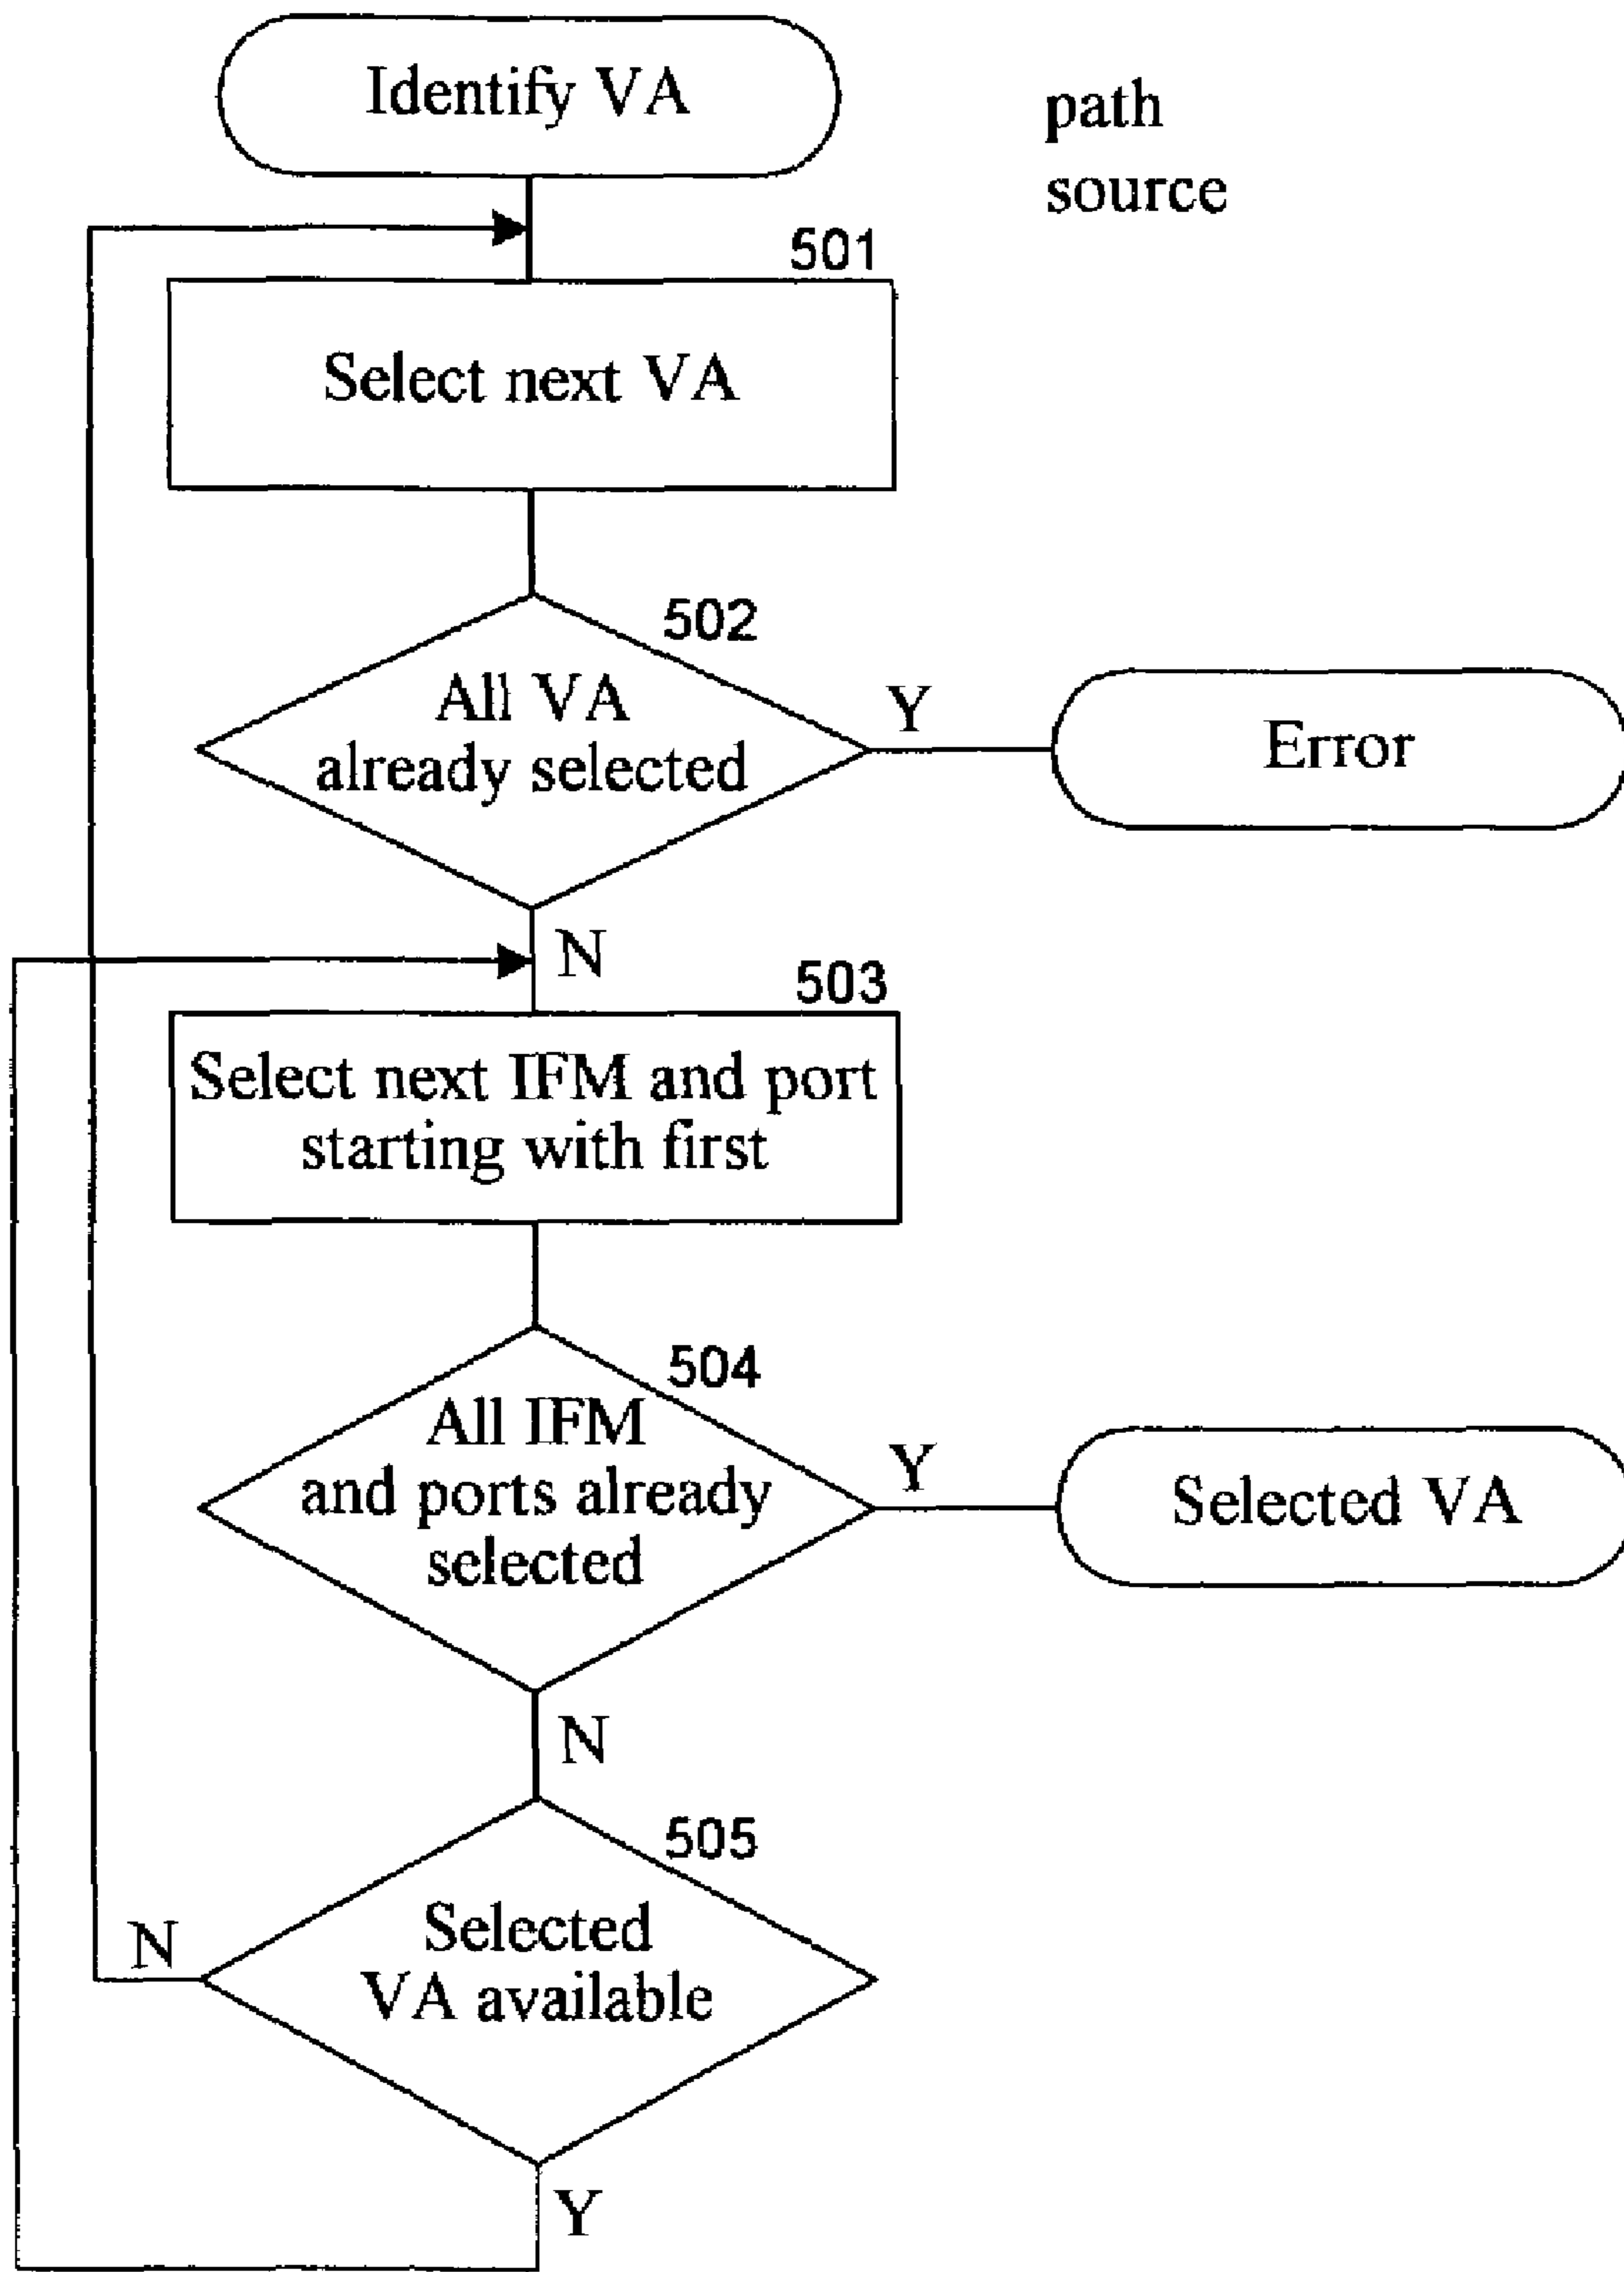 Identify VA
path
source
501
Select next VA
502
All VA
already selected
Y
Error
N
503
Select next IFM and port
starting with first
504
All IFM
and ports already
selected
Y
Selected VA
N
505
Selected
VA available
N
Y